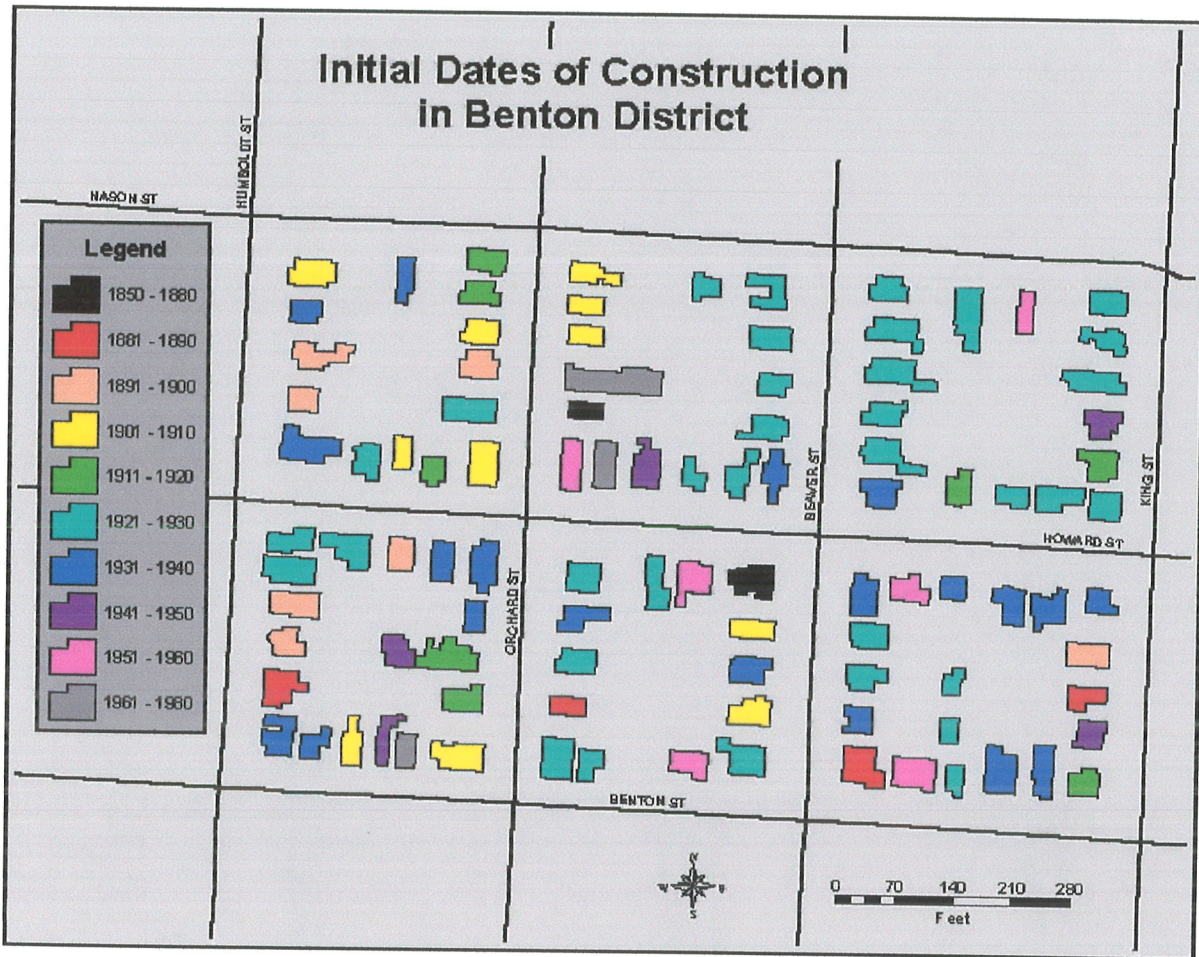 Initial Dates of Construction
in Benton District
HUMBOLDT ST
NASON ST
Legend
1850 - 1880
1881 - 1890
1891 - 1900
1901 - 1910
1911 - 1920
1921 - 1930
1931 - 1940
1941 - 1950
1951 - 1960
1961 - 1980
BEAVER ST
KING ST
HOWARD ST
ORCHARD ST
BENTON ST
N
W
E
S
0 70 140 210 280
Feet